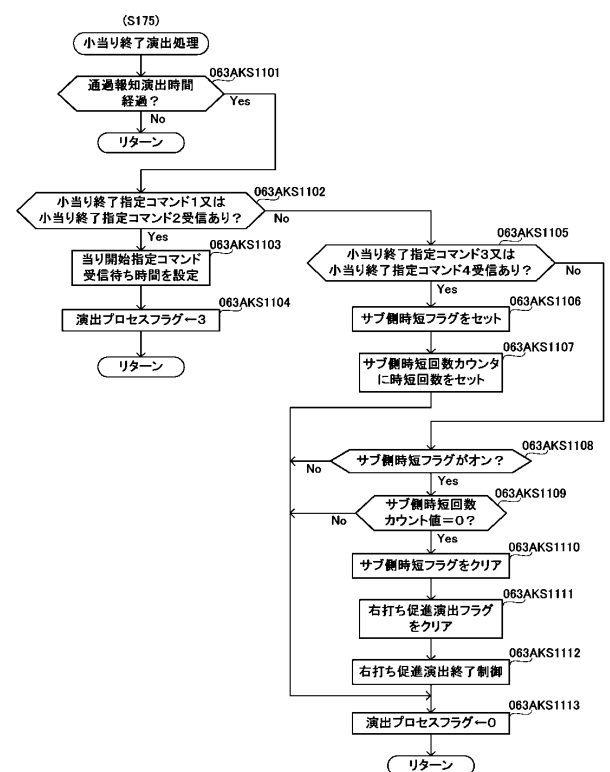 (S175)
小当り終了演出処理
063AKS1101
通過報知演出時間
経過？
Yes
No
リターン
063AKS1102
小当り終了指定コマンド1又は
小当り終了指定コマンド2受信あり？
No
Yes
063AKS1103
当り開始指定コマンド
受信待ち時間を設定
063AKS1104
演出プロセスフラグ←3
リターン
063AKS1105
小当り終了指定コマンド3又は
小当り終了指定コマンド4受信あり？
No
Yes
063AKS1106
サブ側時短フラグをセット
063AKS1107
サブ側時短回数カウンタ
に時短回数をセット
063AKS1108
サブ側時短フラグがオン？
No
Yes
063AKS1109
サブ側時短回数
カウント値＝0？
No
Yes
063AKS1110
サブ側時短フラグをクリア
063AKS1111
右打ち促進演出フラグ
をクリア
063AKS1112
右打ち促進演出終了制御
063AKS1113
演出プロセスフラグ←0
リターン